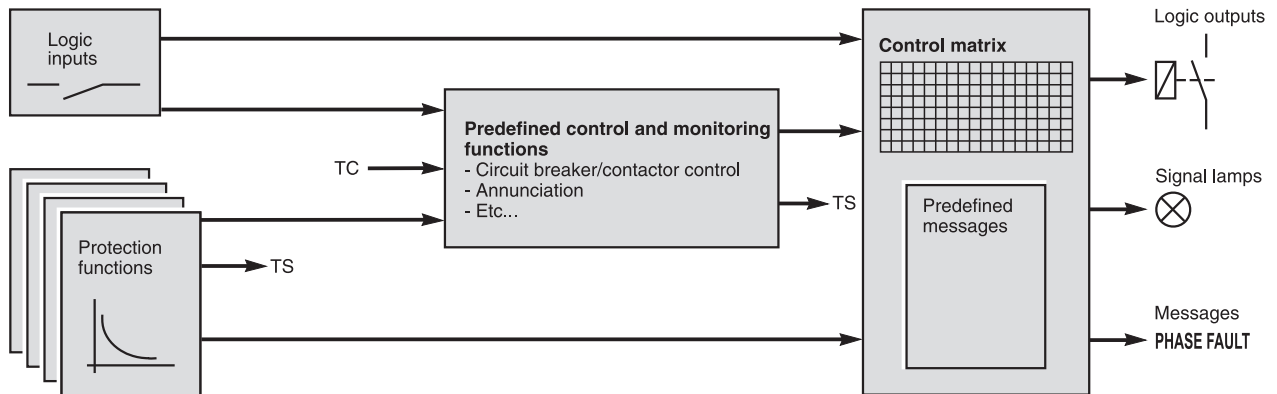 Logic
inputs
Control matrix
Logic outputs
Predefined control and monitoring
functions
- Circuit breaker/contactor control
- Annunciation
- Etc...
TC
TS
Protection
functions
TS
Predefined
messages
Signal lamps
Messages
PHASE FAULT